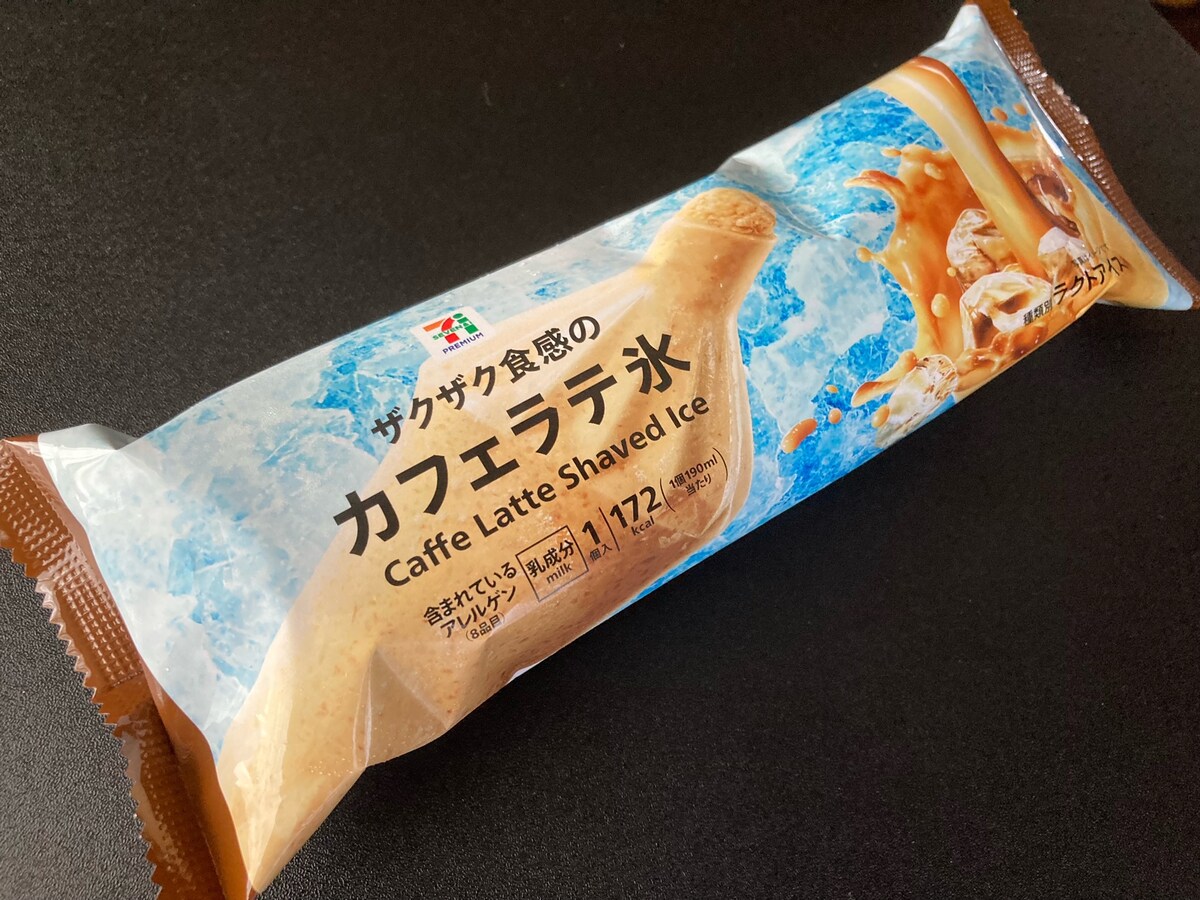 7
SEVEN & i
PREMIUM
ザクザク食感の
カフェラテ氷
Caffe Latte Shaved Ice
含まれている
アレルゲン
(8品目)
乳成分
milk
1
個入
172
kcal
(1個190ml
当たり)
種類別 ラクトアイス